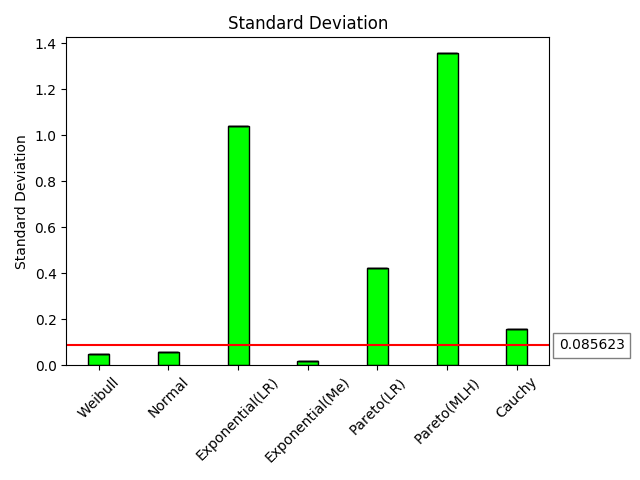 Standard Deviation
Standard Deviation
1.4
1.2
1.0
0.8
0.6
0.4
0.2
0.0
0.085623
Weibull
Normal
Exponential(LR)
Exponential(Me)
Pareto(LR)
Pareto(MLH)
Cauchy